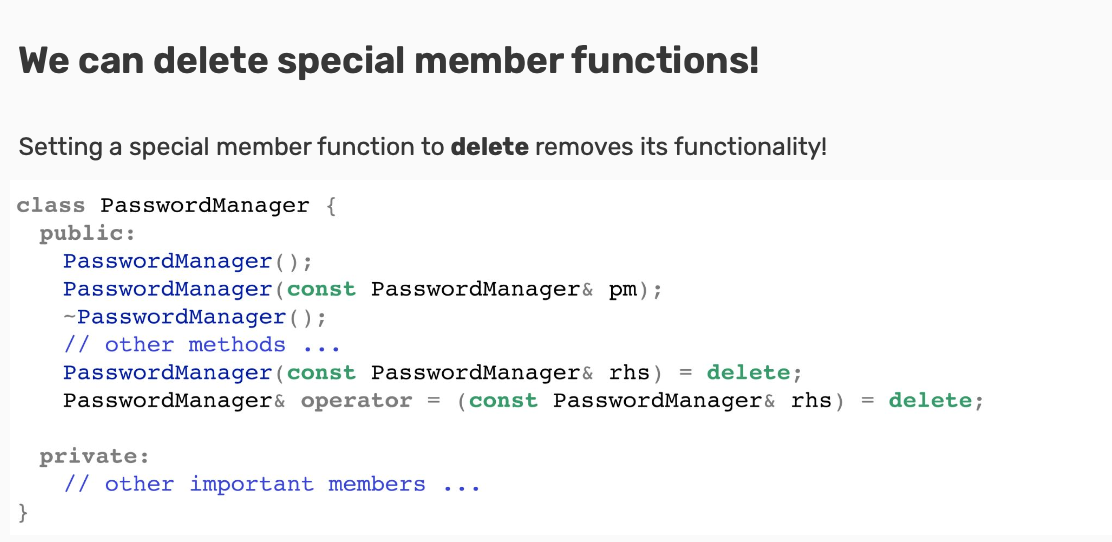 We can delete special member functions!
Setting a special member function to delete removes its functionality!
class PasswordManager {
public:
PasswordManager();
PasswordManager(const PasswordManager& pm);
~PasswordManager();
// other methods ...
PasswordManager(const PasswordManager& rhs) = delete;
PasswordManager& operator = (const PasswordManager& rhs) = delete;
private:
// other important members ...
}